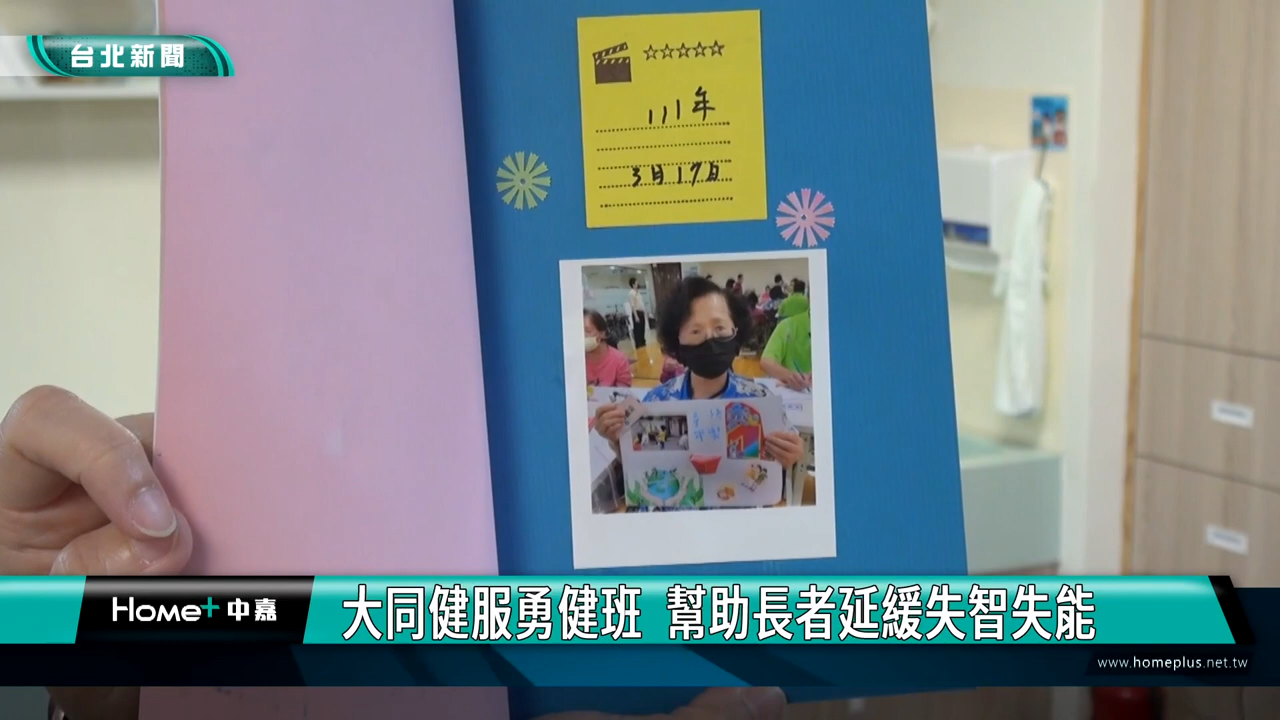 台北新聞
☆☆☆☆☆
111年
3月17日
Home+中嘉
大同健服勇健班 幫助長者延緩失智失能
www.homeplus.net.tw